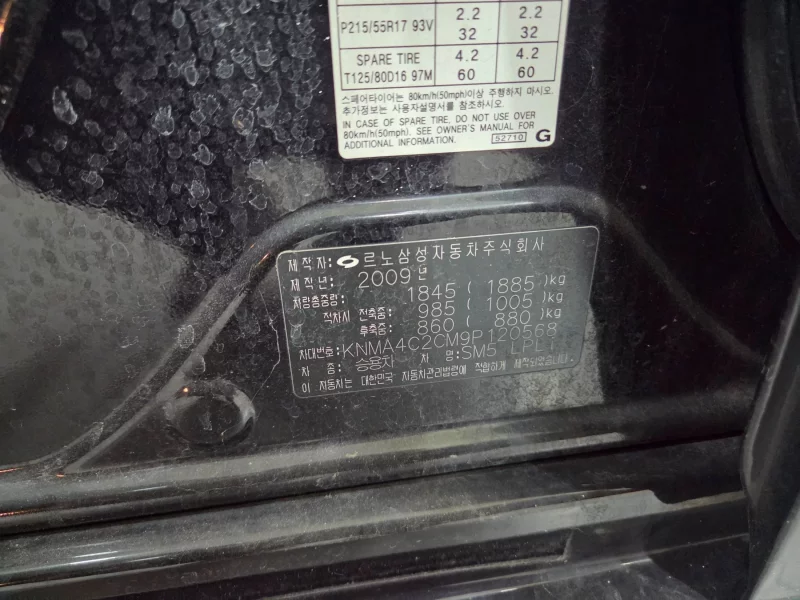 P215/55R17 93V 2.2 32 2.2 32
SPARE TIRE
T125/80D16 97M 4.2 60 4.2 60
스페어타이어는 80km/h(50mph)이상 주행하지 마시오.
추가정보는 사용자설명서를 참조하십시오.
IN CASE OF SPARE TIRE, DO NOT USE OVER
80km/h(50mph). SEE OWNER'S MANUAL FOR
ADDITIONAL INFORMATION.
52710 G
제작자: 르노삼성자동차주식회사
제작년: 2009년
차량총중량: 1845 ( 1885)kg
적차시 전축중: 985 ( 1005)kg
후축중: 860 ( 880)kg
차대번호: KNMA4C2CM9P120568
차 종: 승용차 차 명: SM5 LPLI
이 자동차는 대한민국 자동차관리법령에 적합하게 제작되었습니다.